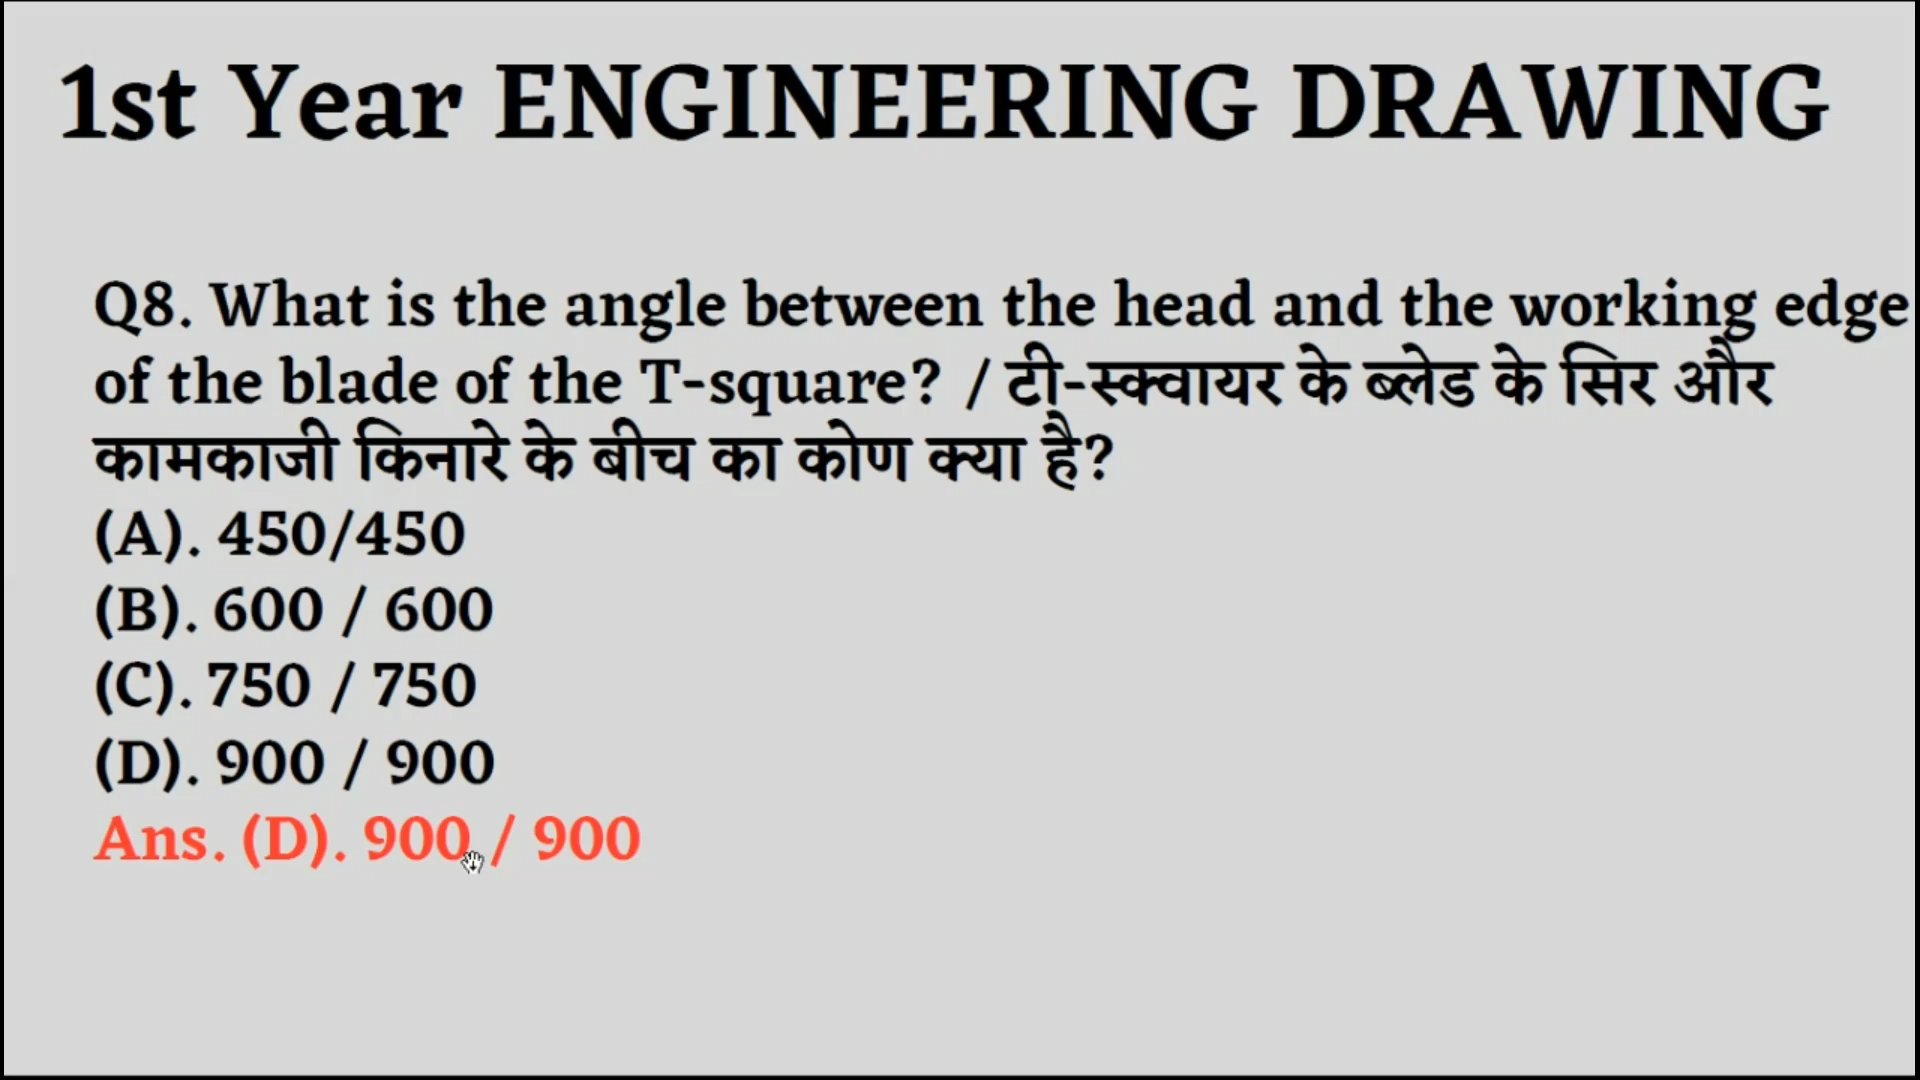 1st Year ENGINEERING DRAWING
Q8. What is the angle between the head and the working edge
of the blade of the T-square? / टी-स्क्वायर के ब्लेड के सिर और
कामकाजी किनारे के बीच का कोण क्या है?
(A). 450/450
(B). 600 / 600
(C). 750 / 750
(D). 900 / 900
Ans. (D). 900 / 900